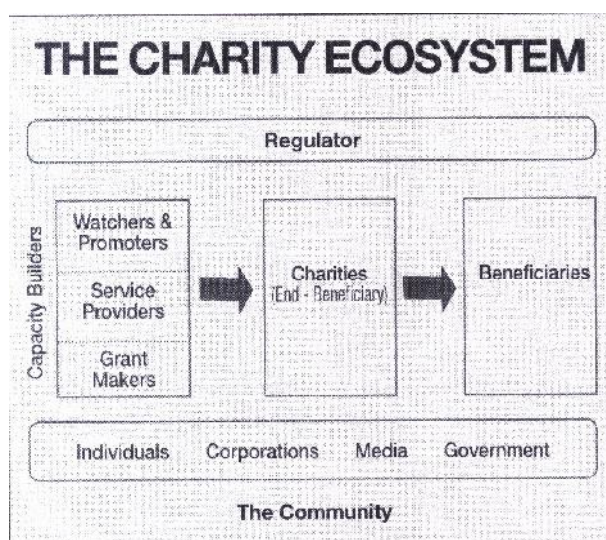 THE CHARITY ECOSYSTEM
Regulator
Capacity Builders
Watchers &
Promoters
Service
Providers
Grant
Makers
Charities
(End - Beneficiary)
Beneficiaries
Individuals Corporations Media Government
The Community